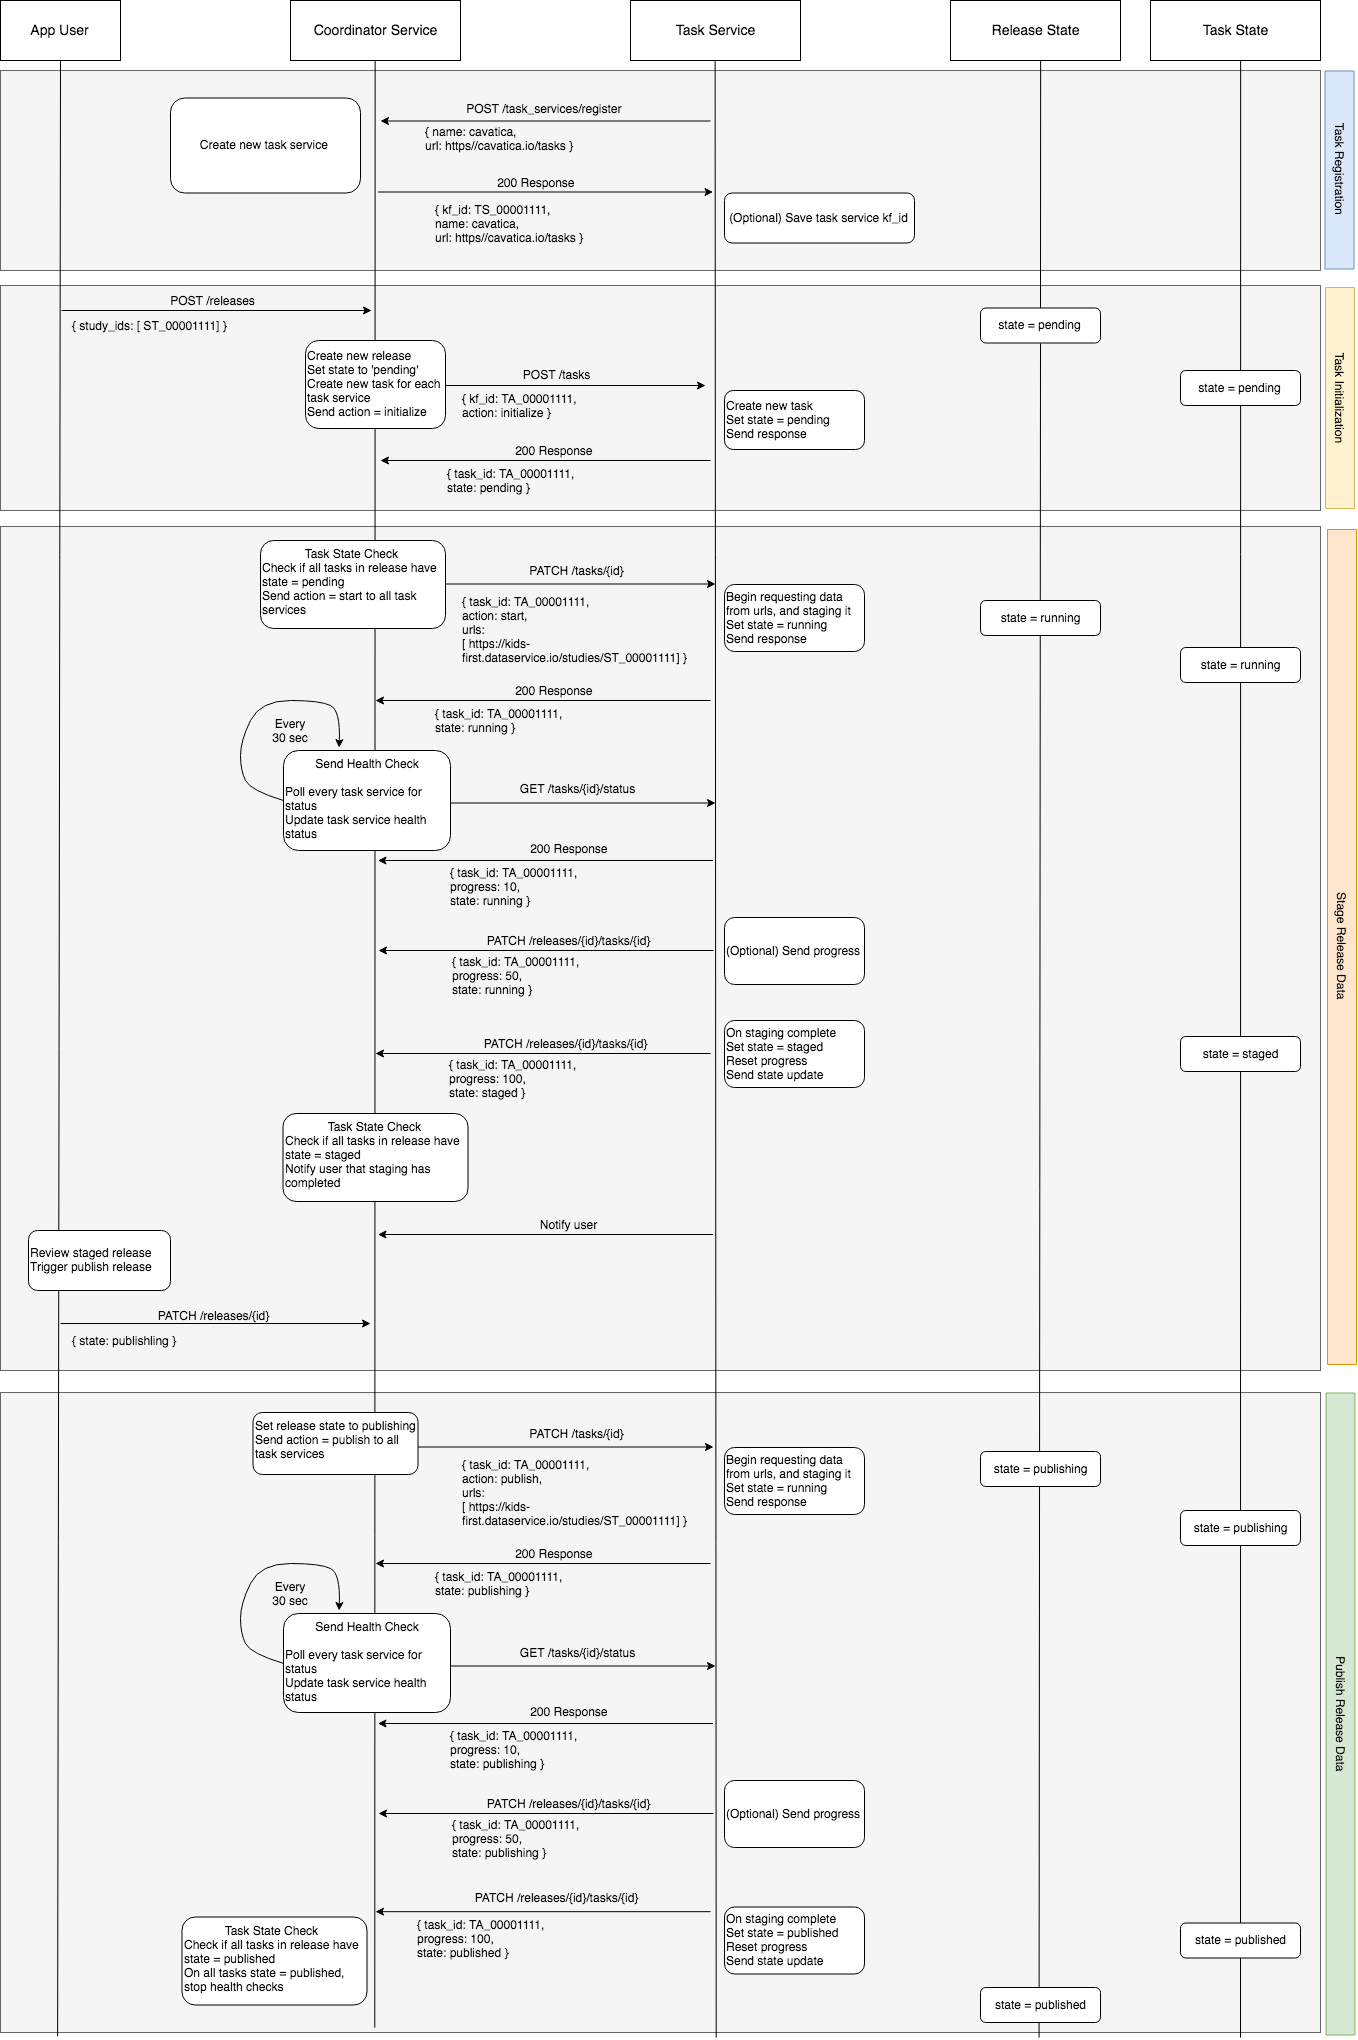 App User
Coordinator Service
Task Service
Release State
Task State
Task Registration
POST /task_services/register
{ name: cavatica,
url: https//cavatica.io/tasks }
Create new task service
200 Response
{ kf_id: TS_00001111,
name: cavatica,
url: https//cavatica.io/tasks }
(Optional) Save task service kf_id
Task Initialization
POST /releases
{ study_ids: [ ST_00001111] }
state = pending
Create new release
Set state to 'pending'
Create new task for each
task service
Send action = initialize
POST /tasks
{ kf_id: TA_00001111,
action: initialize }
state = pending
Create new task
Set state = pending
Send response
200 Response
{ task_id: TA_00001111,
state: pending }
Stage Release Data
Task State Check
Check if all tasks in release have
state = pending
Send action = start to all task
services
PATCH /tasks/{id}
{ task_id: TA_00001111,
action: start,
urls:
[ https://kids-
first.dataservice.io/studies/ST_00001111] }
Begin requesting data
from urls, and staging it
Set state = running
Send response
state = running
state = running
200 Response
{ task_id: TA_00001111,
state: running }
Every
30 sec
Send Health Check
Poll every task service for
status
Update task service health
status
GET /tasks/{id}/status
200 Response
{ task_id: TA_00001111,
progress: 10,
state: running }
PATCH /releases/{id}/tasks/{id}
{ task_id: TA_00001111,
progress: 50,
state: running }
(Optional) Send progress
PATCH /releases/{id}/tasks/{id}
{ task_id: TA_00001111,
progress: 100,
state: staged }
On staging complete
Set state = staged
Reset progress
Send state update
state = staged
Task State Check
Check if all tasks in release have
state = staged
Notify user that staging has
completed
Notify user
Review staged release
Trigger publish release
PATCH /releases/{id}
{ state: publishling }
Publish Release Data
Set release state to publishing
Send action = publish to all
task services
PATCH /tasks/{id}
{ task_id: TA_00001111,
action: publish,
urls:
[ https://kids-
first.dataservice.io/studies/ST_00001111] }
Begin requesting data
from urls, and staging it
Set state = running
Send response
state = publishing
state = publishing
200 Response
{ task_id: TA_00001111,
state: publishing }
Every
30 sec
Send Health Check
Poll every task service for
status
Update task service health
status
GET /tasks/{id}/status
200 Response
{ task_id: TA_00001111,
progress: 10,
state: publishing }
PATCH /releases/{id}/tasks/{id}
{ task_id: TA_00001111,
progress: 50,
state: publishing }
(Optional) Send progress
PATCH /releases/{id}/tasks/{id}
{ task_id: TA_00001111,
progress: 100,
state: published }
On staging complete
Set state = published
Reset progress
Send state update
state = published
Task State Check
Check if all tasks in release have
state = published
On all tasks state = published,
stop health checks
state = published